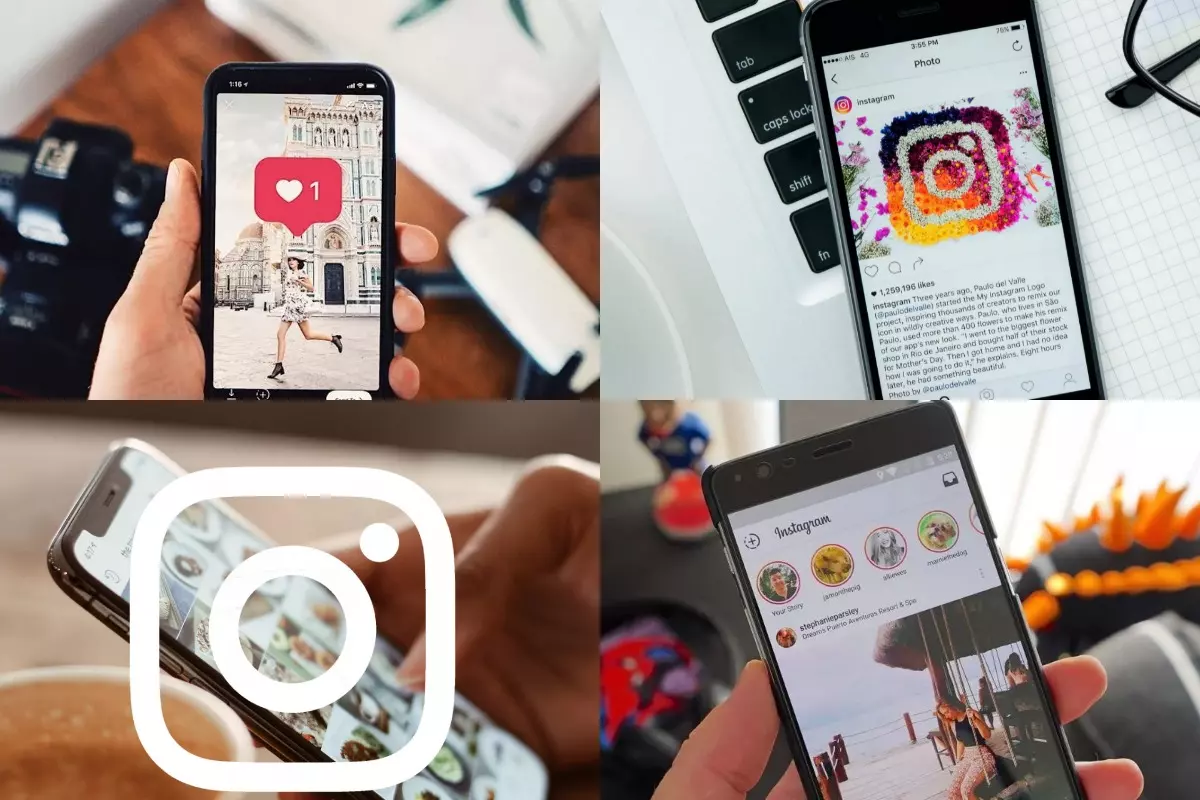 1:16
1
tab
caps lock
shift
fn
AIS 4G
3:55 PM
75%
Photo
instagram
1,259,196 likes
instagram Three years ago, Paulo del Valle
(@paulodelvalle) started the My Instagram Logo
project, inspiring thousands of creators to remix our
icon in wildly creative ways. Paulo, who lives in São
Paulo, used more than 400 flowers to make his remix
of our app's new look. "I went to the biggest flower
shop in Rio de Janeiro and bought half of their stock
for Mother's Day. Then I got home and I had no idea
how I was going to do it," he explains. Eight hours
later, he had something beautiful.
Photo by @paulodelvalle
Instagram
Your Story
jamonthepig
alliewes
mamiethedog
stephanieparsley
Dreams Puerto Aventuras Resort & Spa